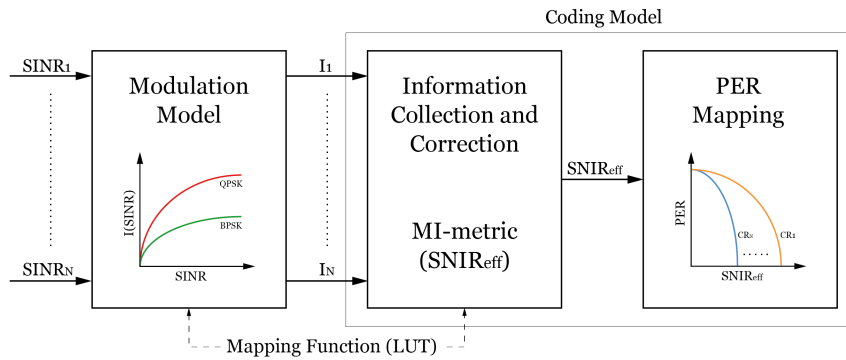 Coding Model
SINR1
SINRN
Modulation
Model
I(SINR)
QPSK
BPSK
SINR
I1
IN
Information
Collection and
Correction
MI-metric
(SNIReff)
SNIReff
PER
Mapping
PER
CRx
CR1
SNIReff
Mapping Function (LUT)